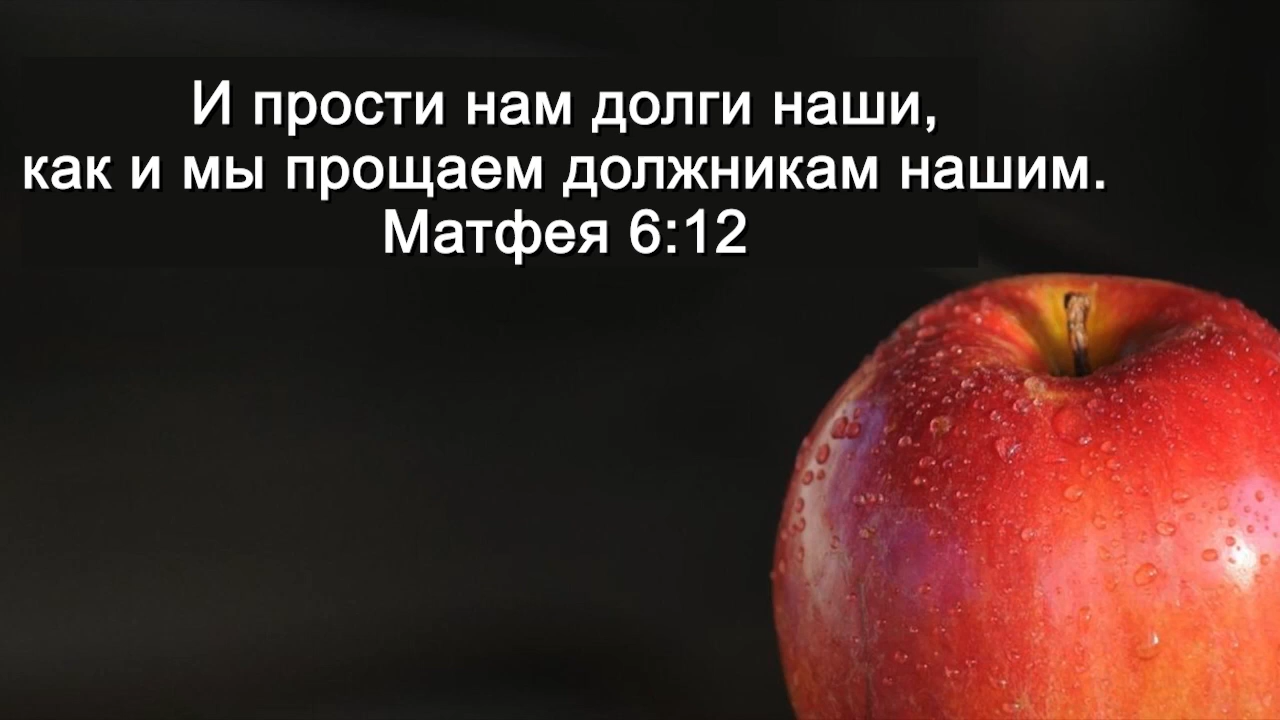 И прости нам долги наши,
как и мы прощаем должникам нашим.
Матфея 6:12